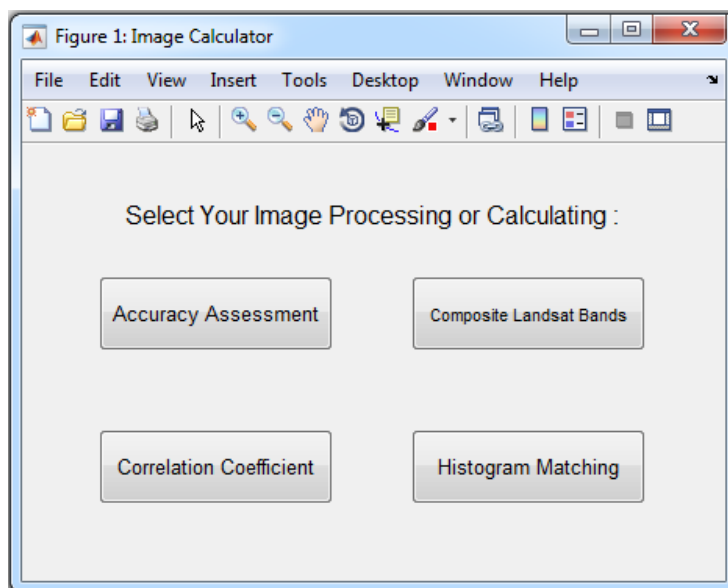 Figure 1: Image Calculator
File Edit View Insert Tools Desktop Window Help
Select Your Image Processing or Calculating :
Accuracy Assessment
Composite Landsat Bands
Correlation Coefficient
Histogram Matching